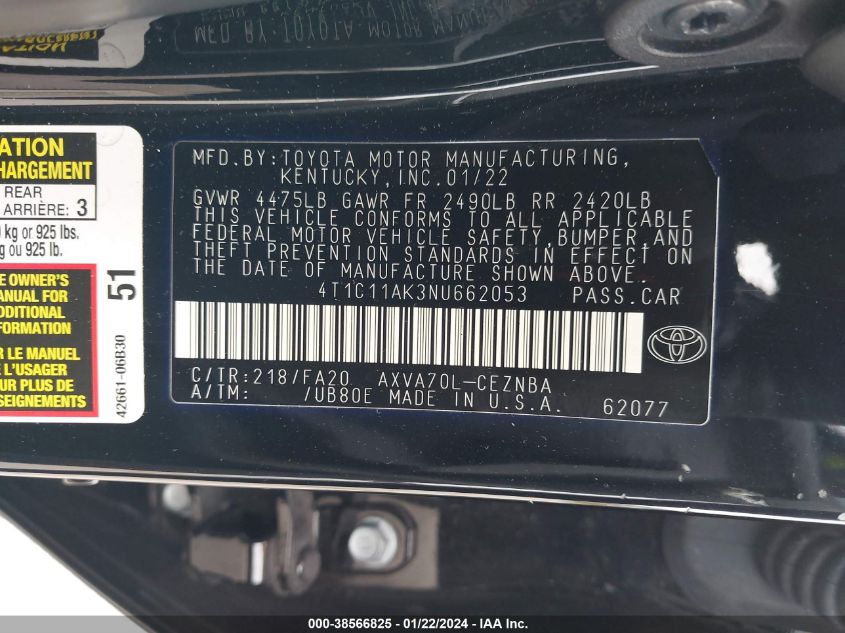 ATION
CHARGEMENT
REAR
ARRIÈRE: 3
kg or 925 lbs.
g ou 925 lb.
E OWNER'S
MANUAL FOR
ADDITIONAL
INFORMATION
R LE MANUEL
L'USAGER
UR PLUS DE
SEIGNEMENTS
51
42661-06B30
MFD.BY:TOYOTA MOTOR MANUFACTURING,
KENTUCKY,INC.01/22
GVWR 4475LB GAWR FR 2490LB RR 2420LB
THIS VEHICLE CONFORMS TO ALL APPLICABLE
FEDERAL MOTOR VEHICLE SAFETY,BUMPER,AND
THEFT PREVENTION STANDARDS IN EFFECT ON
THE DATE OF MANUFACTURE SHOWN ABOVE.
4T1C11AK3NU662053 PASS.CAR
C/TR:218/FA20 AXVA70L-CEZNBA
A/TM: /UB80E MADE IN U.S.A. 62077
000-38566825 - 01/22/2024 - IAA Inc.